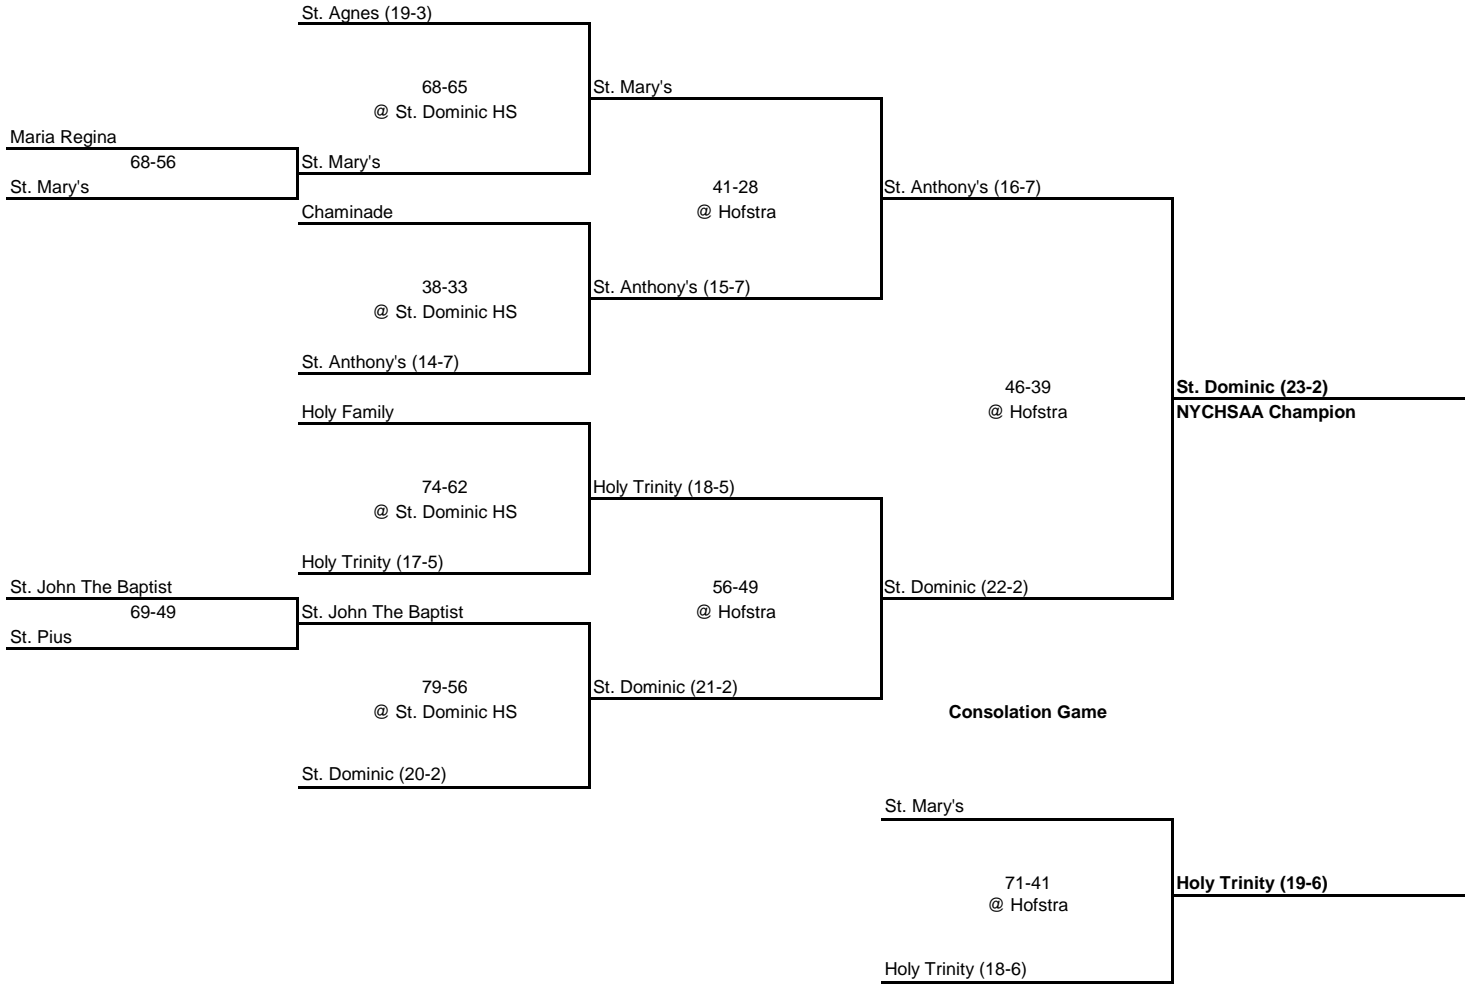 St. Agnes (19-3)
68-65
@ St. Dominic HS
St. Mary's
Maria Regina
68-56
St. Mary's
St. Mary's
41-28
@ Hofstra
St. Anthony's (16-7)
Chaminade
38-33
@ St. Dominic HS
St. Anthony's (15-7)
St. Anthony's (14-7)
46-39
@ Hofstra
St. Dominic (23-2)
NYCHSAA Champion
Holy Family
74-62
@ St. Dominic HS
Holy Trinity (18-5)
Holy Trinity (17-5)
St. John The Baptist
69-49
St. Pius
St. John The Baptist
56-49
@ Hofstra
St. Dominic (22-2)
79-56
@ St. Dominic HS
St. Dominic (21-2)
St. Dominic (20-2)
Consolation Game
St. Mary's
71-41
@ Hofstra
Holy Trinity (19-6)
Holy Trinity (18-6)